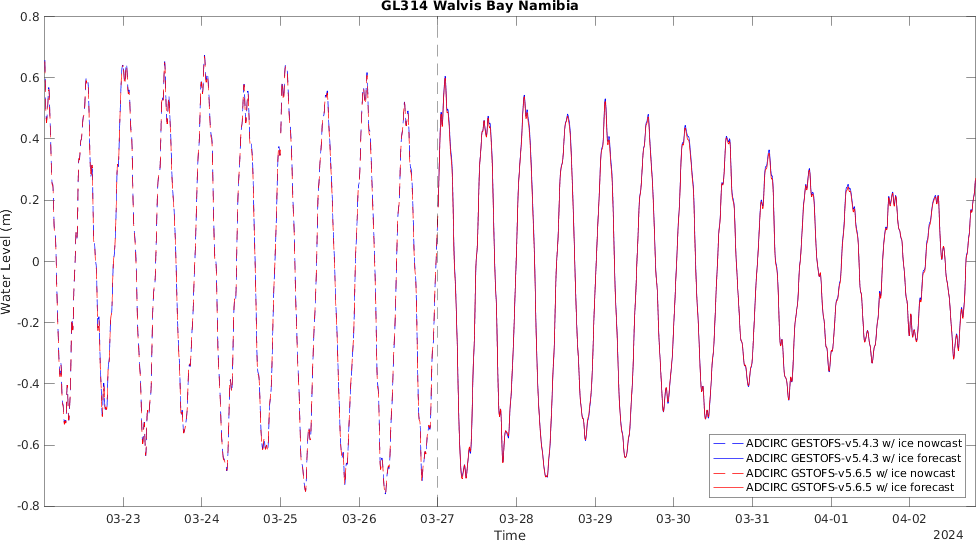 GL314 Walvis Bay Namibia
0.8
0.6
0.4
0.2
0
-0.2
-0.4
-0.6
-0.8
Water Level (m)
ADCIRC GESTOFS-v5.4.3 w/ ice nowcast
ADCIRC GESTOFS-v5.4.3 w/ ice forecast
ADCIRC GSTOFS-v5.6.5 w/ ice nowcast
ADCIRC GSTOFS-v5.6.5 w/ ice forecast
03-23 03-24 03-25 03-26 03-27 03-28 03-29 03-30 03-31 04-01 04-02
Time
2024